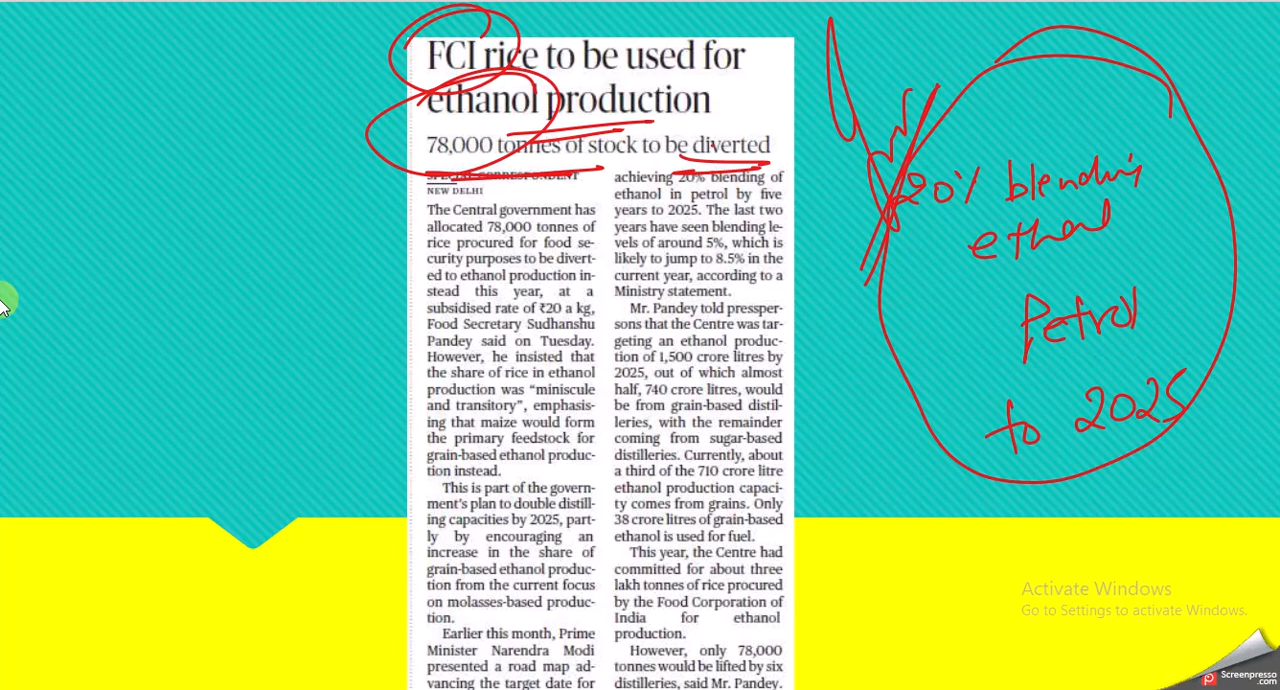 FCI rice to be used for
ethanol production
78,000 tonnes of stock to be diverted
SPECIAL CORRESPONDENT
NEW DELHI
The Central government has
allocated 78,000 tonnes of
rice procured for food se-
curity purposes to be divert-
ed to ethanol production in-
stead this year, at a
subsidised rate of ₹20 a kg,
Food Secretary Sudhanshu
Pandey said on Tuesday.
However, he insisted that
the share of rice in ethanol
production was “miniscule
and transitory”, emphasis-
ing that maize would form
the primary feedstock for
grain-based ethanol produc-
tion instead.
This is part of the govern-
ment's plan to double distill-
ing capacities by 2025, part-
ly by encouraging an
increase in the share of
grain-based ethanol produc-
tion from the current focus
on molasses-based produc-
tion.
Earlier this month, Prime
Minister Narendra Modi
presented a road map ad-
vancing the target date for
achieving 20% blending of
ethanol in petrol by five
years to 2025. The last two
years have seen blending le-
vels of around 5%, which is
likely to jump to 8.5% in the
current year, according to a
Ministry statement.
Mr. Pandey told pressper-
sons that the Centre was tar-
geting an ethanol produc-
tion of 1,500 crore litres by
2025, out of which almost
half, 740 crore litres, would
be from grain-based distil-
leries, with the remainder
coming from sugar-based
distilleries. Currently, about
a third of the 710 crore litre
ethanol production capaci-
ty comes from grains. Only
38 crore litres of grain-based
ethanol is used for fuel.
This year, the Centre had
committed for about three
lakh tonnes of rice procured
by the Food Corporation of
India for ethanol
production.
However, only 78,000
tonnes would be lifted by six
distilleries, said Mr. Pandey.
20% blending
ethanol
Petrol
to 2025
Activate Windows
Go to Settings to activate Windows.
Screenpresso
.com